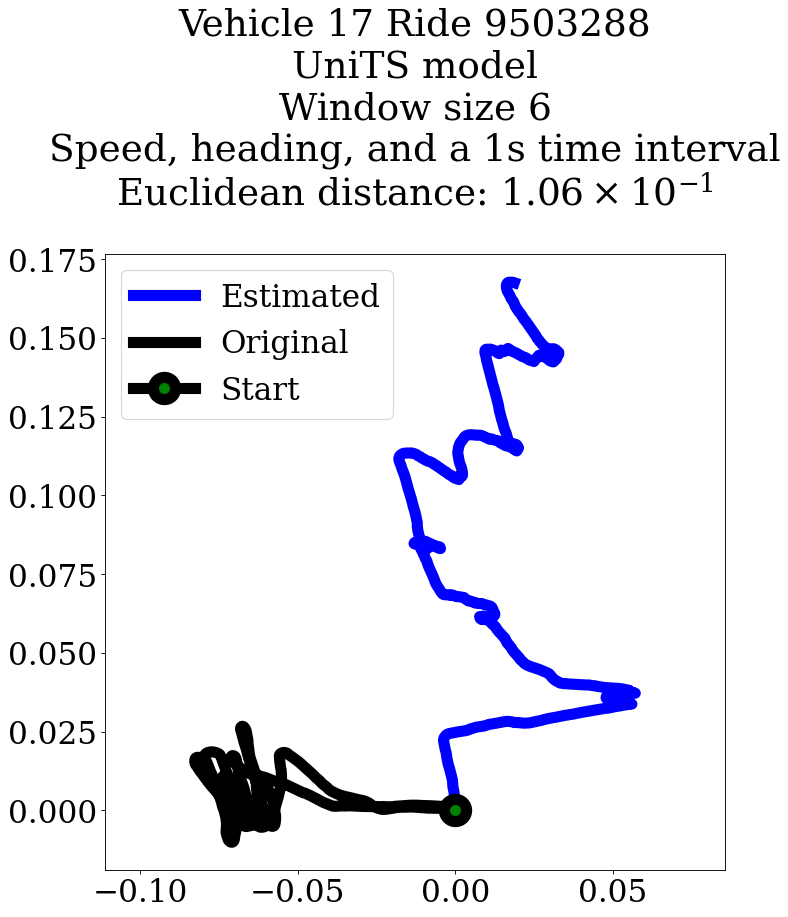 Vehicle 17 Ride 9503288
UniTS model
Window size 6
Speed, heading, and a 1s time interval
Euclidean distance: 1.06 × 10⁻¹
0.175
Estimated
0.150
Original
0.125
Start
0.100
0.075
0.050
0.025
0.000
−0.10 −0.05 0.00 0.05